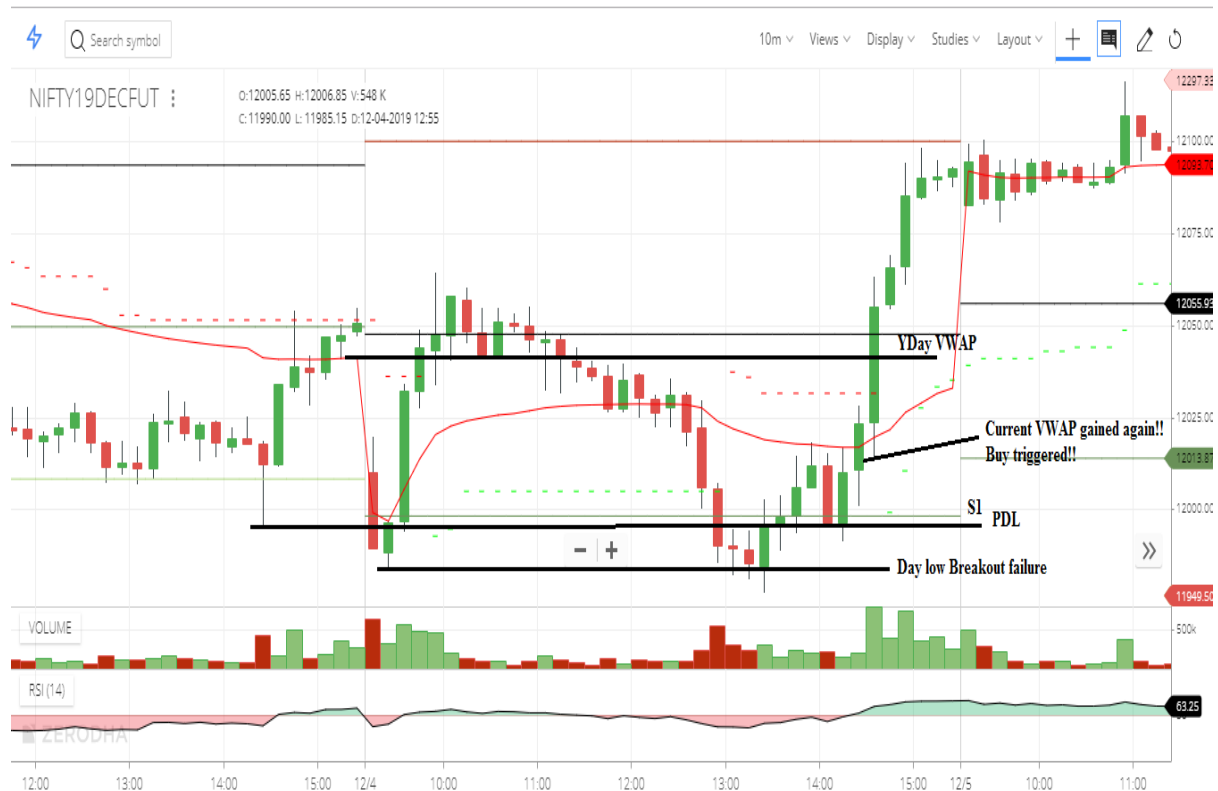 Search symbol
10m Views Display Studies Layout
NIFTY19DECFUT
O:12005.65 H:12006.85 V:548 K
C:11990.00 L: 11985.15 D:12-04-2019 12:55
12297.33
12100.00
12093.70
12075.00
12055.93
12050.00
YDay VWAP
12025.00
Current VWAP gained again!!
Buy triggered!!
12013.87
S1
12000.00
PDL
Day low Breakout failure
11949.50
VOLUME
500k
RSI (14)
63.25
ZERODHA
12:00 13:00 14:00 15:00 12/4 10:00 11:00 12:00 13:00 14:00 15:00 12/5 10:00 11:00